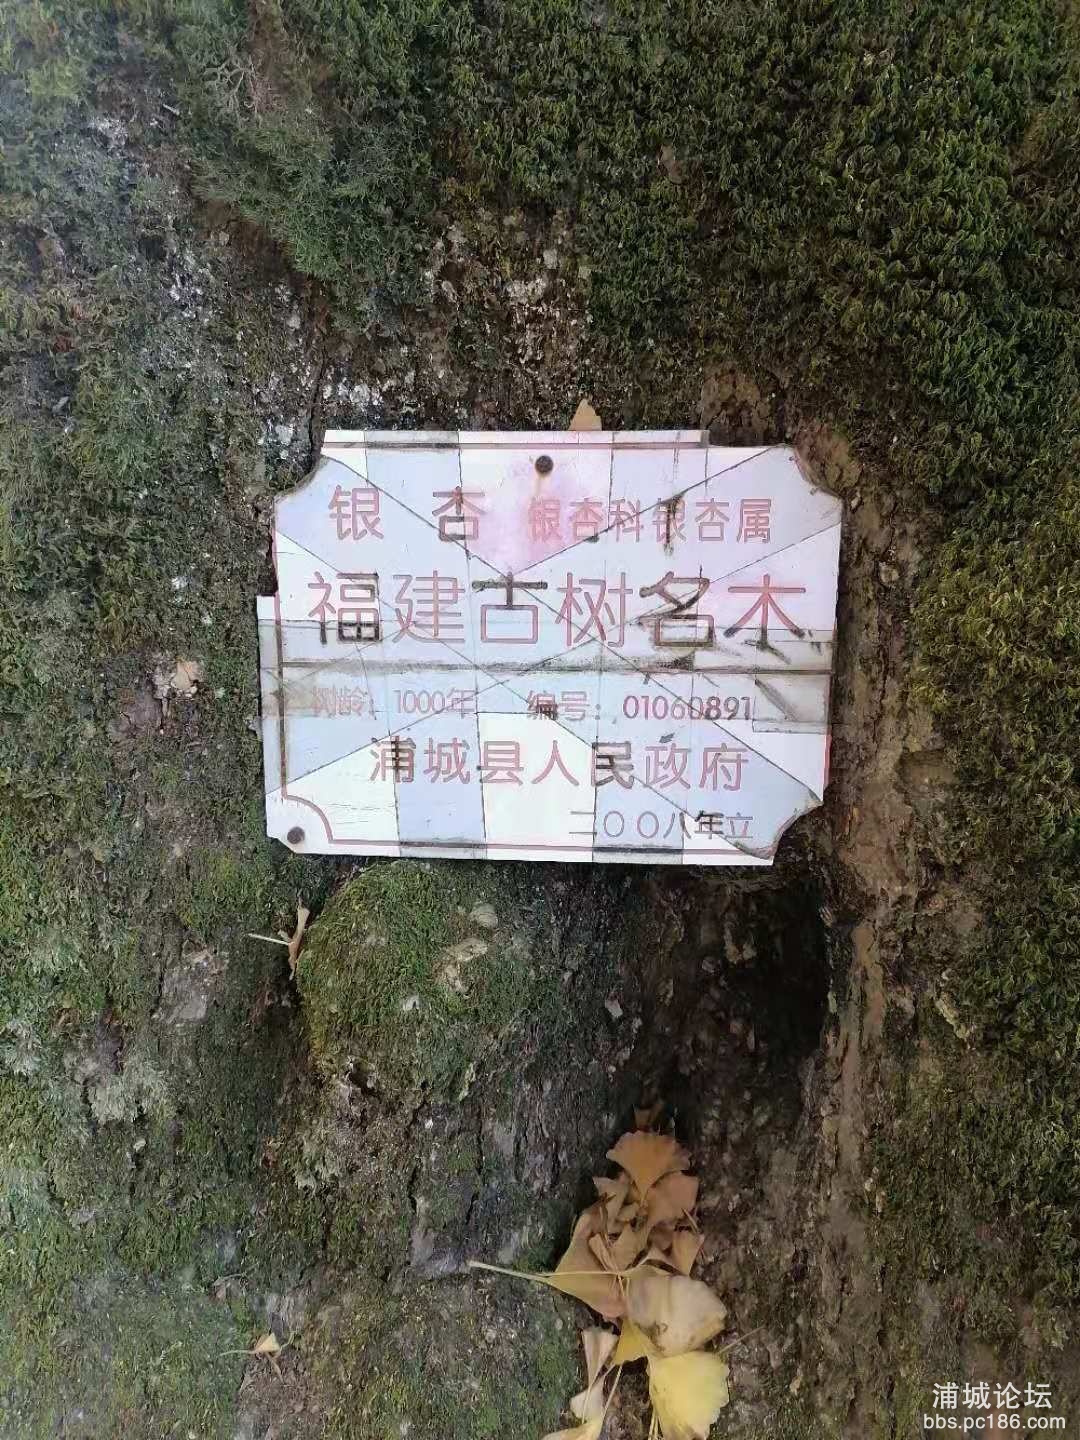 银 杏 银杏科银杏属
福建古树名木
树龄：1000年 编号：01060891
浦城县人民政府
二〇〇八年立
浦城论坛
bbs.pc186.com